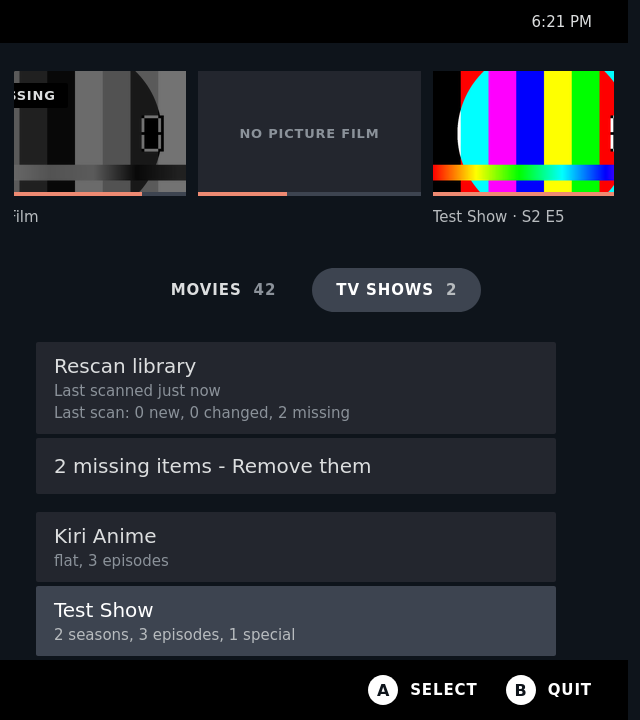 6:21 PM
SSING
NO PICTURE FILM
Film
Test Show · S2 E5
MOVIES 42
TV SHOWS 2
Rescan library
Last scanned just now
Last scan: 0 new, 0 changed, 2 missing
2 missing items - Remove them
Kiri Anime
flat, 3 episodes
Test Show
2 seasons, 3 episodes, 1 special
A SELECT
B QUIT